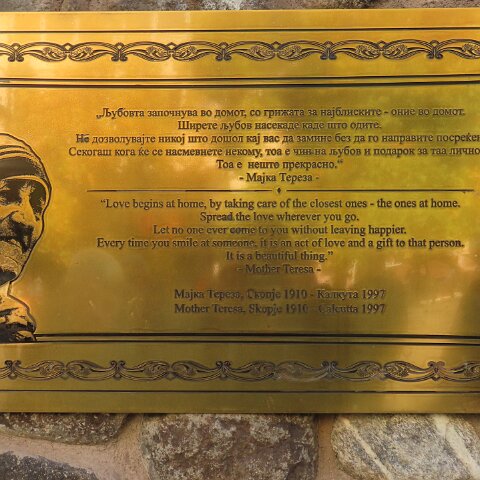 „Љубовта започнува во домот, со грижата за најблиските - оние во домот.
Ширете љубов насекаде каде што одите.
Не дозволувајте никој што дошол кај вас да замине без да го направите посреќен
Секогаш кога ќе се насмевнете некому, тоа е чин на љубов и подарок за таа лично
Тоа е нешто прекрасно.“
- Мајка Тереза -
“Love begins at home, by taking care of the closest ones - the ones at home.
Spread the love wherever you go.
Let no one ever come to you without leaving happier.
Every time you smile at someone, it is an act of love and a gift to that person.
It is a beautiful thing.”
- Mother Teresa -
Мајка Тереза, Скопје 1910 - Калкута 1997
Mother Teresa, Skopje 1910 - Calcutta 1997